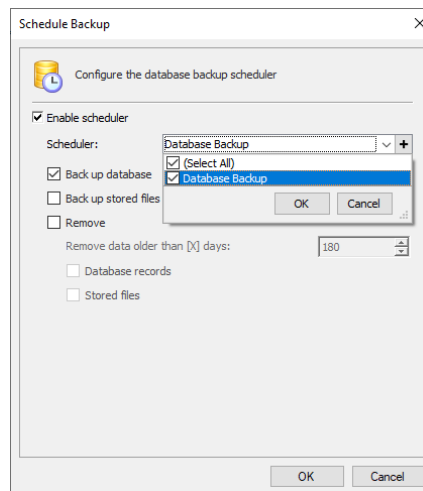 Schedule Backup
Configure the database backup scheduler
Enable scheduler
Scheduler: Database Backup
(Select All)
Back up database Database Backup
Back up stored files OK Cancel
Remove
Remove data older than [X] days: 180
Database records
Stored files
OK Cancel